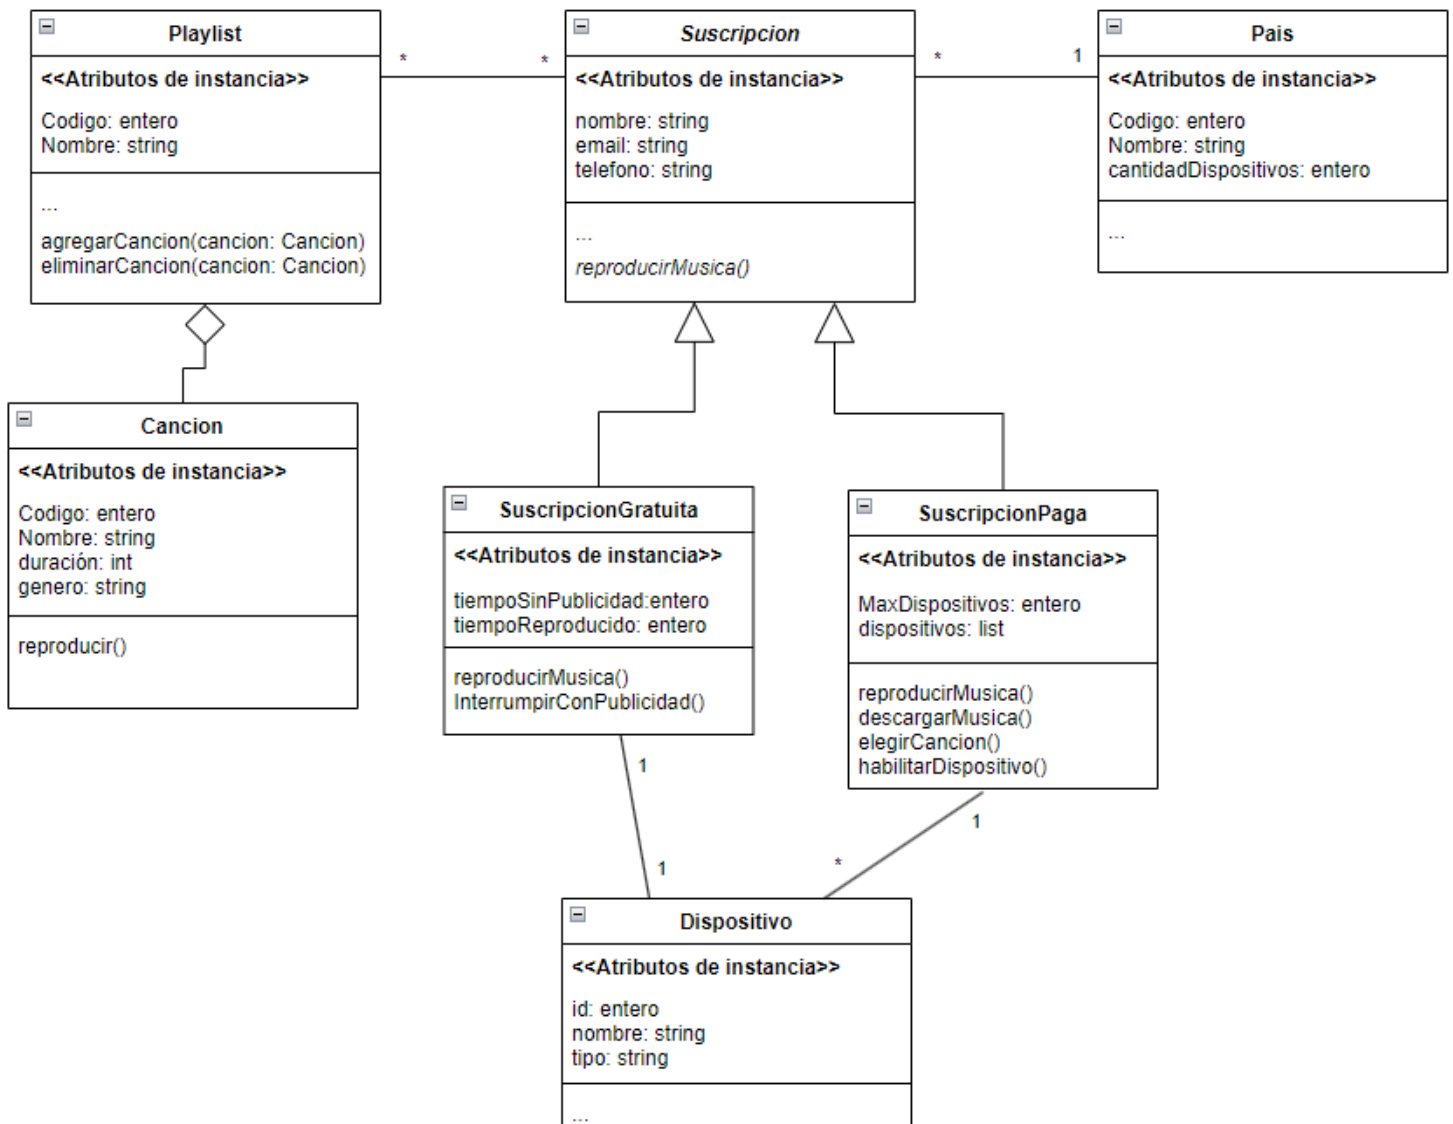 Playlist
<<Atributos de instancia>>
Codigo: entero
Nombre: string
...
agregarCancion(cancion: Cancion)
eliminarCancion(cancion: Cancion)
*
*
Suscripcion
<<Atributos de instancia>>
nombre: string
email: string
telefono: string
...
reproducirMusica()
*
1
Pais
<<Atributos de instancia>>
Codigo: entero
Nombre: string
cantidadDispositivos: entero
...
Cancion
<<Atributos de instancia>>
Codigo: entero
Nombre: string
duración: int
genero: string
reproducir()
SuscripcionGratuita
<<Atributos de instancia>>
tiempoSinPublicidad:entero
tiempoReproducido: entero
reproducirMusica()
InterrumpirConPublicidad()
SuscripcionPaga
<<Atributos de instancia>>
MaxDispositivos: entero
dispositivos: list
reproducirMusica()
descargarMusica()
elegirCancion()
habilitarDispositivo()
1
1
1
*
Dispositivo
<<Atributos de instancia>>
id: entero
nombre: string
tipo: string
...